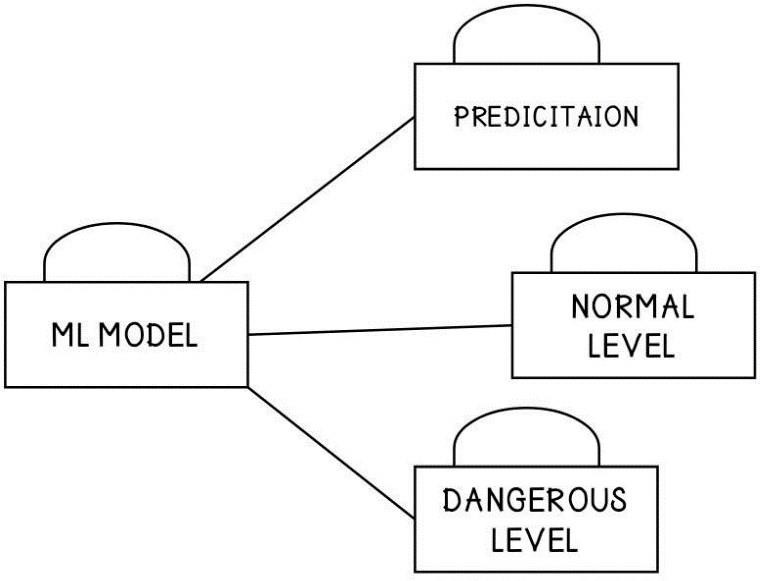 PREDICITAION
ML MODEL
NORMAL
LEVEL
DANGEROUS
LEVEL